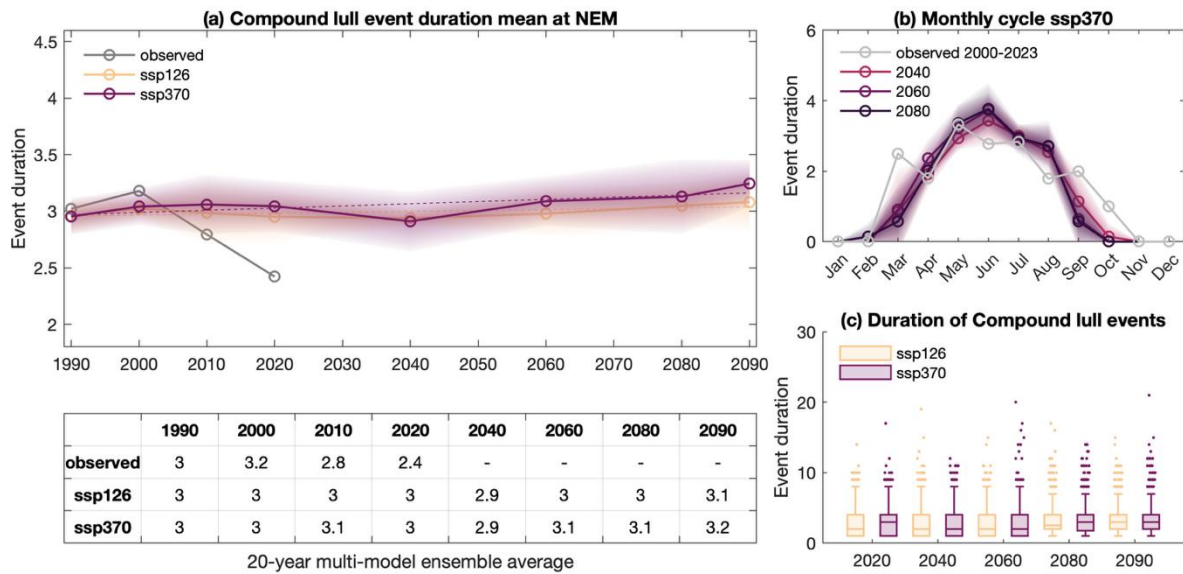 (a) Compound lull event duration mean at NEM
4.5
4
3.5
3
2.5
2
Event duration
observed
ssp126
ssp370
1990 2000 2010 2020 2030 2040 2050 2060 2070 2080 2090
1990 2000 2010 2020 2040 2060 2080 2090
observed 3 3.2 2.8 2.4 - - - -
ssp126 3 3 3 3 2.9 3 3 3.1
ssp370 3 3 3.1 3 2.9 3.1 3.1 3.2
20-year multi-model ensemble average
(b) Monthly cycle ssp370
6
4
2
0
Event duration
observed 2000-2023
2040
2060
2080
Jan Feb Mar Apr May Jun Jul Aug Sep Oct Nov Dec
(c) Duration of Compound lull events
30
20
10
0
Event duration
ssp126
ssp370
2020 2040 2060 2080 2090